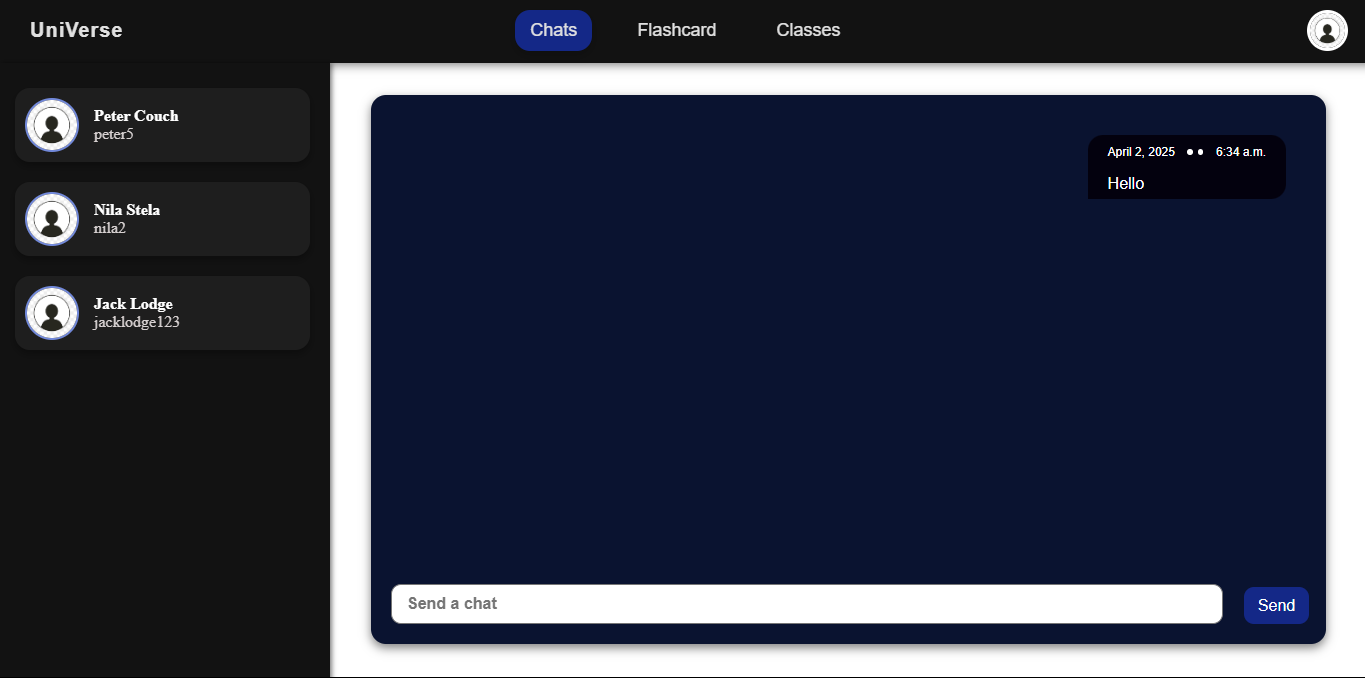 UniVerse
Chats Flashcard Classes
Peter Couch
peter5
Nila Stela
nila2
Jack Lodge
jacklodge123
April 2, 2025 ●● 6:34 a.m.
Hello
Send a chat
Send